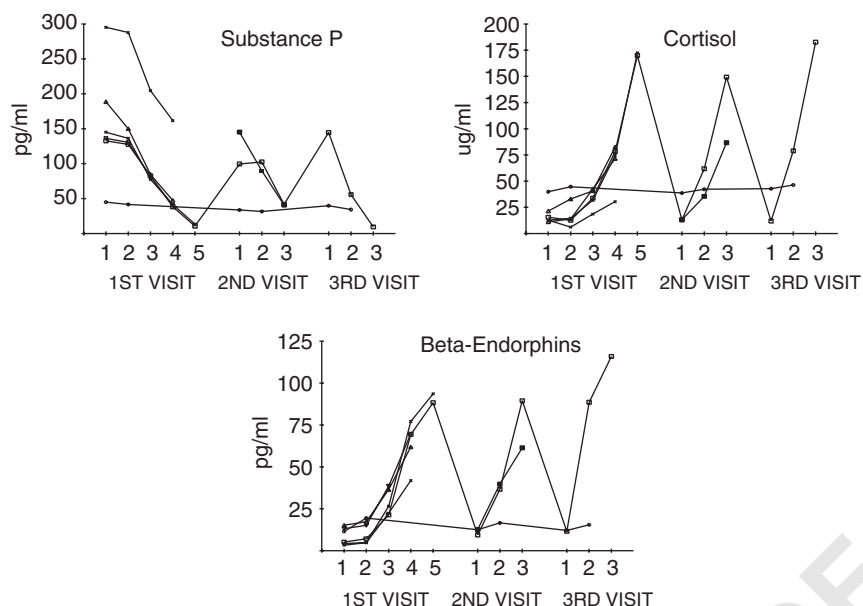 Substance P
pg/ml
300
250
200
150
100
50
1 2 3 4 5 1 2 3 1 2 3
1ST VISIT 2ND VISIT 3RD VISIT
Cortisol
ug/ml
200
175
150
125
100
75
50
25
1 2 3 4 5 1 2 3 1 2 3
1ST VISIT 2ND VISIT 3RD VISIT
Beta-Endorphins
pg/ml
125
100
75
50
25
1 2 3 4 5 1 2 3 1 2 3
1ST VISIT 2ND VISIT 3RD VISIT